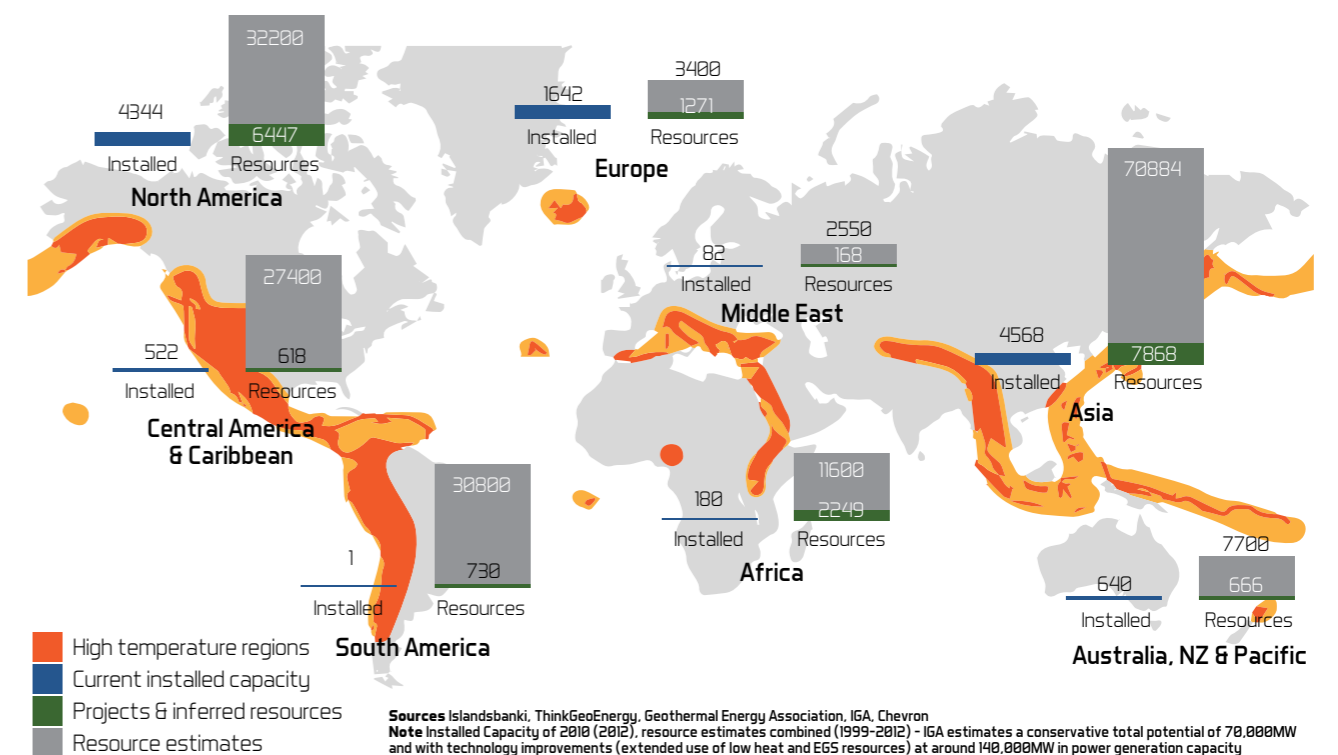 32200
4344
6447
Installed
Resources
North America
1642
3400
1271
Installed
Resources
Europe
70884
7868
4568
Installed
Resources
Asia
82
2550
168
Installed
Resources
Middle East
27400
522
618
Installed
Resources
Central America
& Caribbean
30800
1
730
Installed
Resources
South America
11600
180
2249
Installed
Resources
Africa
7700
640
666
Installed
Resources
Australia, NZ & Pacific
High temperature regions
Current installed capacity
Projects & inferred resources
Resource estimates
Sources Islandsbanki, ThinkGeoEnergy, Geothermal Energy Association, IGA, Chevron
Note Installed Capacity of 2010 (2012), resource estimates combined (1999-2012) - IGA estimates a conservative total potential of 70,000MW
and with technology improvements (extended use of low heat and EGS resources) at around 140,000MW in power generation capacity